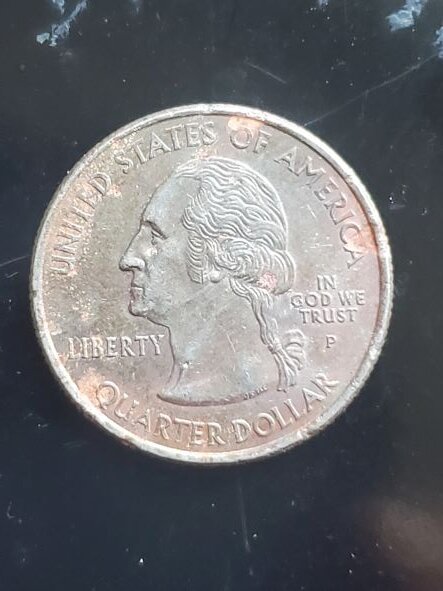 UNITED STATES OF AMERICA
IN
GOD WE
TRUST
LIBERTY
P
QUARTER DOLLAR